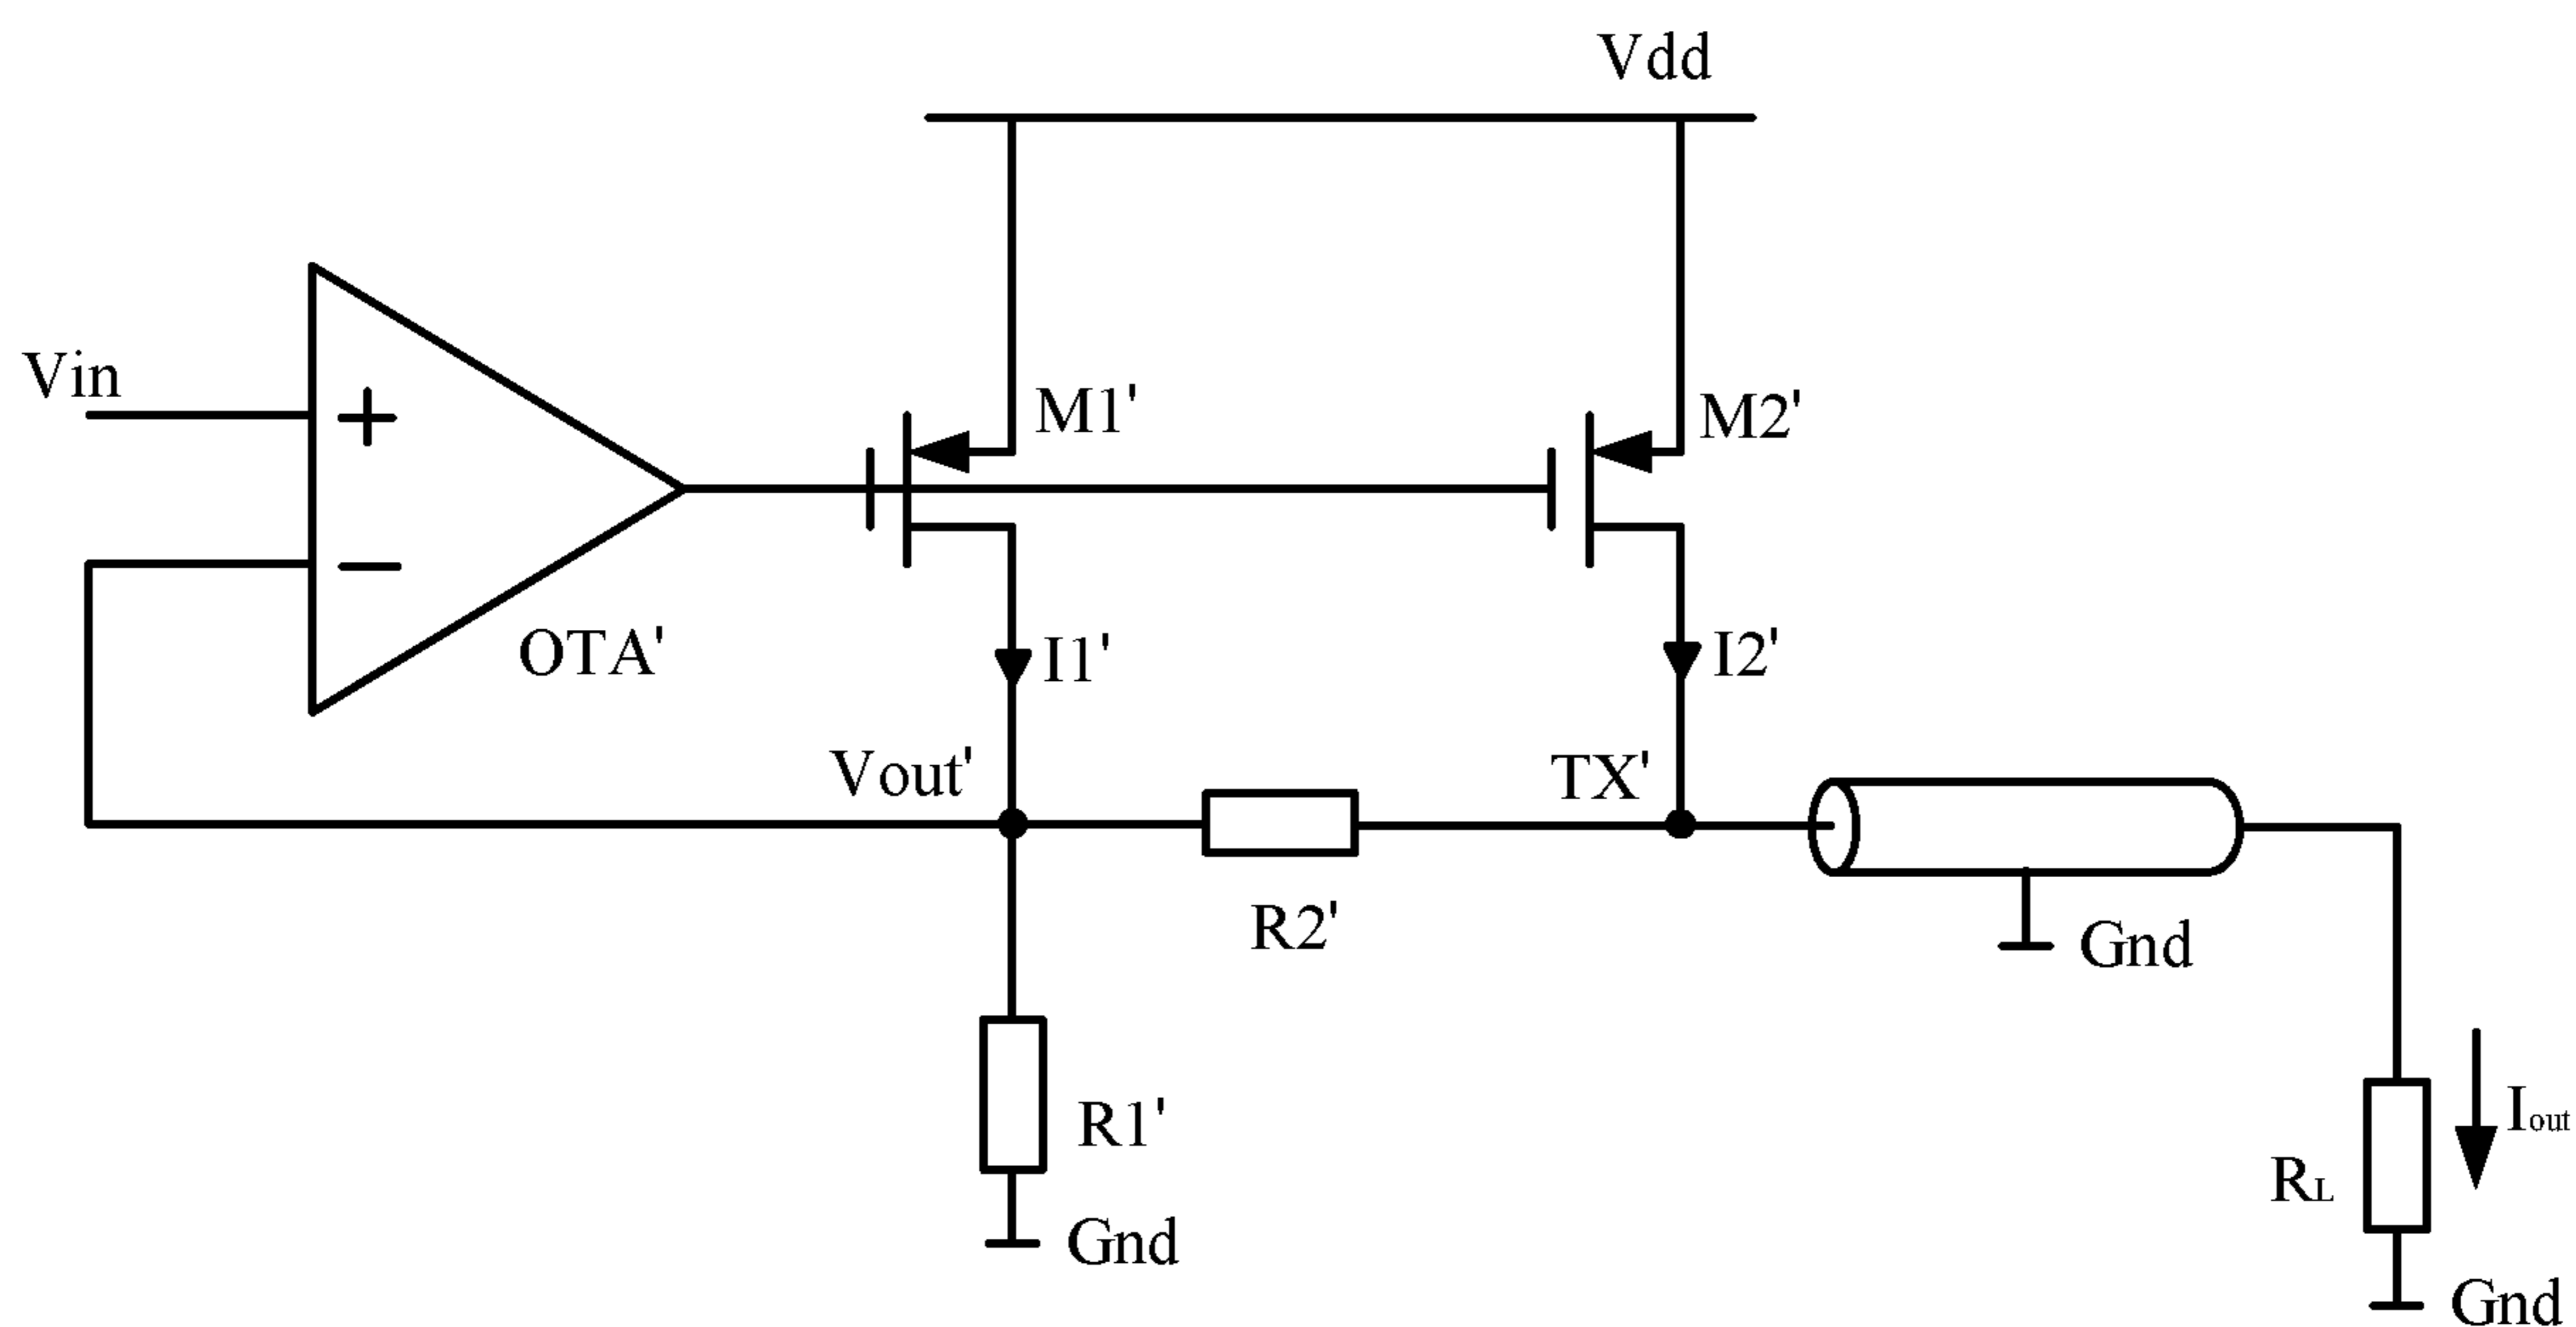 Vdd
Vin
+
M1'
M2'
−
OTA'
I1'
I2'
Vout'
TX'
R2'
Gnd
R1'
Iout
RL
Gnd
Gnd